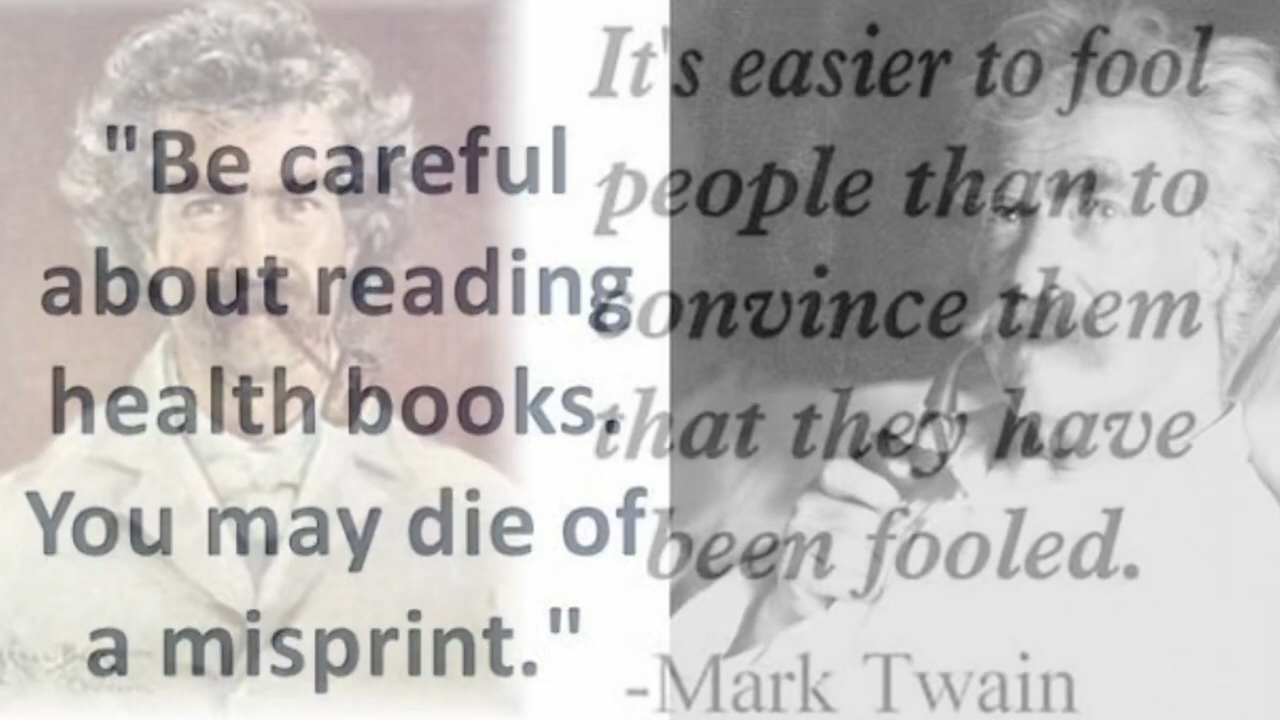 "Be careful
about reading
health books.
You may die of
a misprint."
It's easier to fool
people than to
convince them
that they have
been fooled.
-Mark Twain